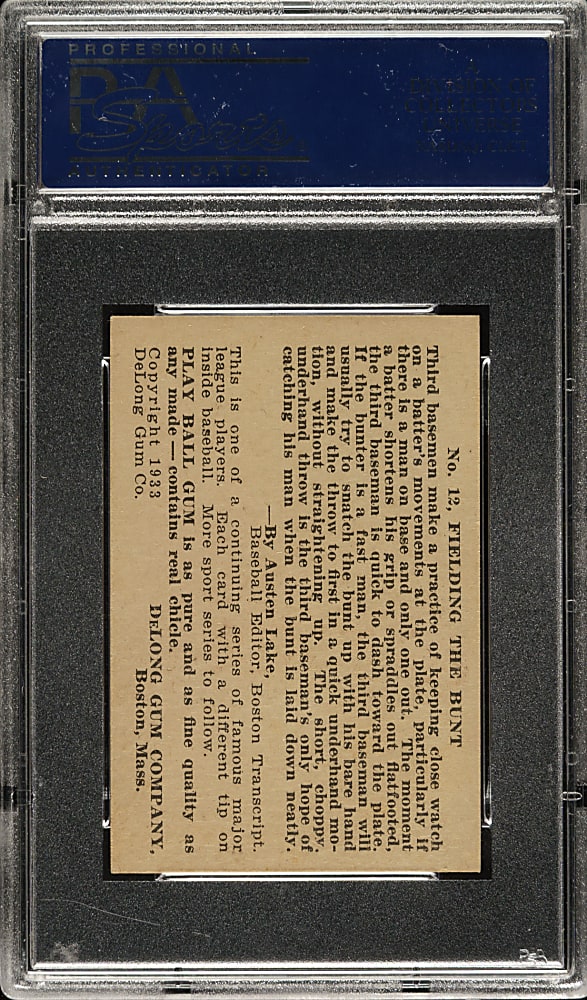 PROFESSIONAL
PSA
Sports
AUTHENTICATOR
A
DIVISION OF
COLLECTORS
UNIVERSE
No. 12, FIELDING THE BUNT
Third basemen make a practice of keeping close watch
on a batter's movements at the plate, particularly if
there is a man on base and only one out. The moment
a batter shortens his grip or spraddles out flatfooted,
the third baseman is quick to dash toward the plate.
If the bunter is a fast man, the third baseman will
usually try to snatch the bunt up with his bare hand
and make the throw to first in a quick underhand mo-
tion, without straightening up. The short, choppy,
underhand throw is the third baseman's only hope of
catching his man when the bunt is laid down neatly.
—By Austen Lake,
Baseball Editor, Boston Transcript.
This is one of a continuing series of famous major
league players. Each card with a different tip on
inside baseball. More sport series to follow.
PLAY BALL GUM is as pure and as fine quality as
any made — contains real chicle.
Copyright 1933 DELONG GUM COMPANY,
DeLong Gum Co. Boston, Mass.
PSA